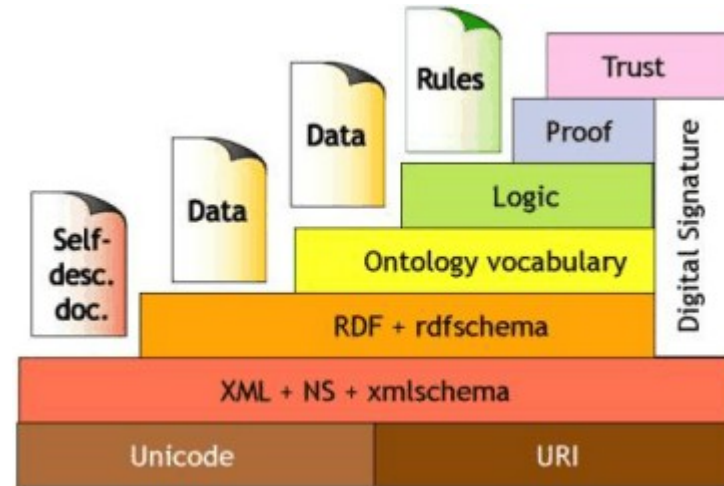 Rules
Trust
Data
Proof
Data
Logic
Self-
desc.
doc.
Ontology vocabulary
Digital Signature
RDF + rdfschema
XML + NS + xmlschema
Unicode
URI